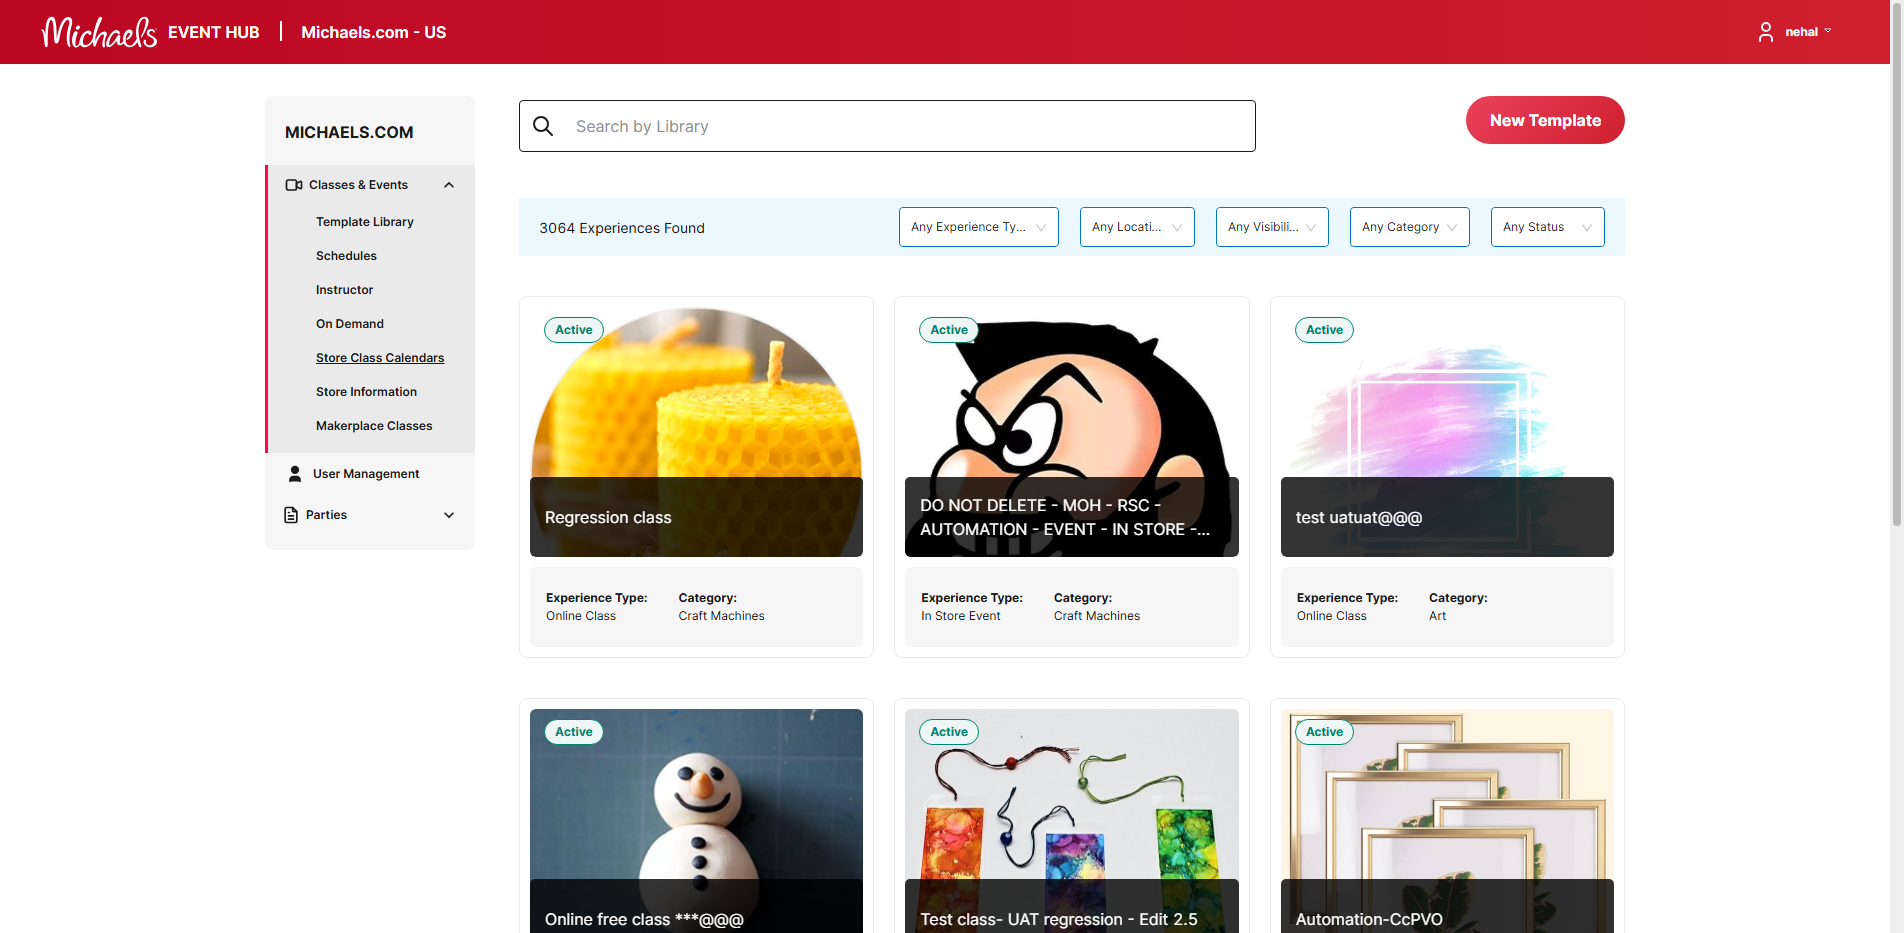 Michaels EVENT HUB
Michaels.com - US
nehal
MICHAELS.COM
Classes & Events
Template Library
Schedules
Instructor
On Demand
Store Class Calendars
Store Information
Makerplace Classes
User Management
Parties
Search by Library
New Template
3064 Experiences Found
Any Experience Ty...
Any Locati...
Any Visibili...
Any Category
Any Status
Active
Regression class
Experience Type:
Online Class
Category:
Craft Machines
Active
DO NOT DELETE - MOH - RSC -
AUTOMATION - EVENT - IN STORE -...
Experience Type:
In Store Event
Category:
Craft Machines
Active
test uatuat@@@
Experience Type:
Online Class
Category:
Art
Active
Online free class ***@@@
Active
Test class- UAT regression - Edit 2.5
Active
Automation-CcPVO